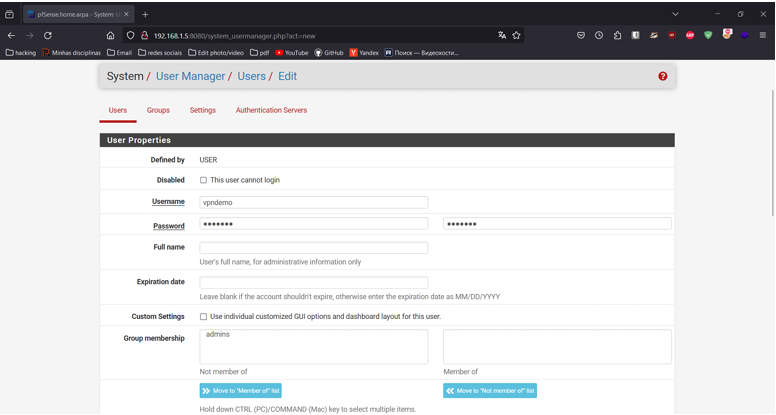 pfSense.home.arpa - System: U
192.168.1.5:8080/system_usermanager.php?act=new
hacking Minhas disciplinas Email redes sociais Edit photo/video pdf YouTube GitHub Yandex Поиск — Видеохости...
System / User Manager / Users / Edit
Users Groups Settings Authentication Servers
User Properties
Defined by USER
Disabled This user cannot login
Username vpndemo
Password
Full name
User's full name, for administrative information only
Expiration date
Leave blank if the account shouldn't expire, otherwise enter the expiration date as MM/DD/YYYY
Custom Settings Use individual customized GUI options and dashboard layout for this user.
Group membership admins
Not member of Member of
Move to "Member of" list Move to "Not member of" list
Hold down CTRL (PC)/COMMAND (Mac) key to select multiple items.